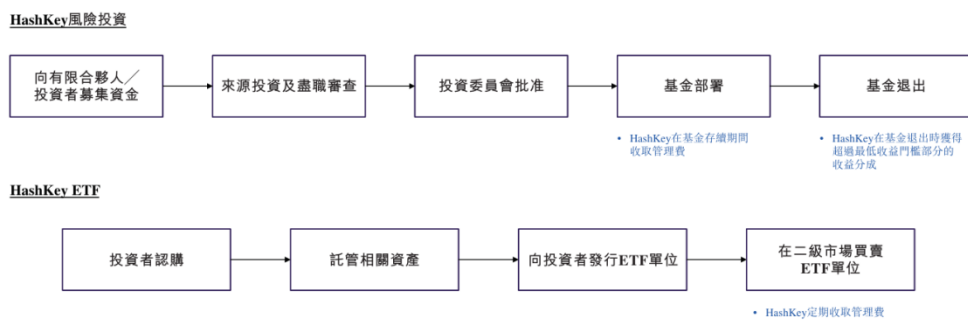 HashKey風險投資
向有限合夥人／
投資者募集資金
來源投資及盡職審查
投資委員會批准
基金部署
基金退出
• HashKey在基金存續期間
收取管理費
• HashKey在基金退出時獲得
超過最低收益門檻部分的
收益分成
HashKey ETF
投資者認購
託管相關資產
向投資者發行ETF單位
在二級市場買賣
ETF單位
• HashKey定期收取管理費